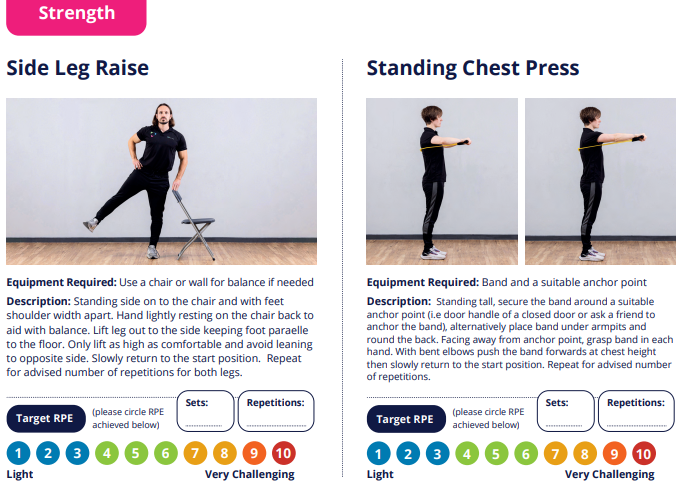 Strength
Side Leg Raise
Equipment Required: Use a chair or wall for balance if needed
Description: Standing side on to the chair and with feet
shoulder width apart. Hand lightly resting on the chair back to
aid with balance. Lift leg out to the side keeping foot paraelle
to the floor. Only lift as high as comfortable and avoid leaning
to opposite side. Slowly return to the start position. Repeat
for advised number of repetitions for both legs.
Target RPE
(please circle RPE
achieved below)
Sets:
Repetitions:
1 2 3 4 5 6 7 8 9 10
Light
Very Challenging
Standing Chest Press
Equipment Required: Band and a suitable anchor point
Description: Standing tall, secure the band around a suitable
anchor point (i.e door handle of a closed door or ask a friend to
anchor the band), alternatively place band under armpits and
round the back. Facing away from anchor point, grasp band in each
hand. With bent elbows push the band forwards at chest height
then slowly return to the start position. Repeat for advised number
of repetitions.
Target RPE
(please circle RPE
achieved below)
Sets:
Repetitions:
1 2 3 4 5 6 7 8 9 10
Light
Very Challenging